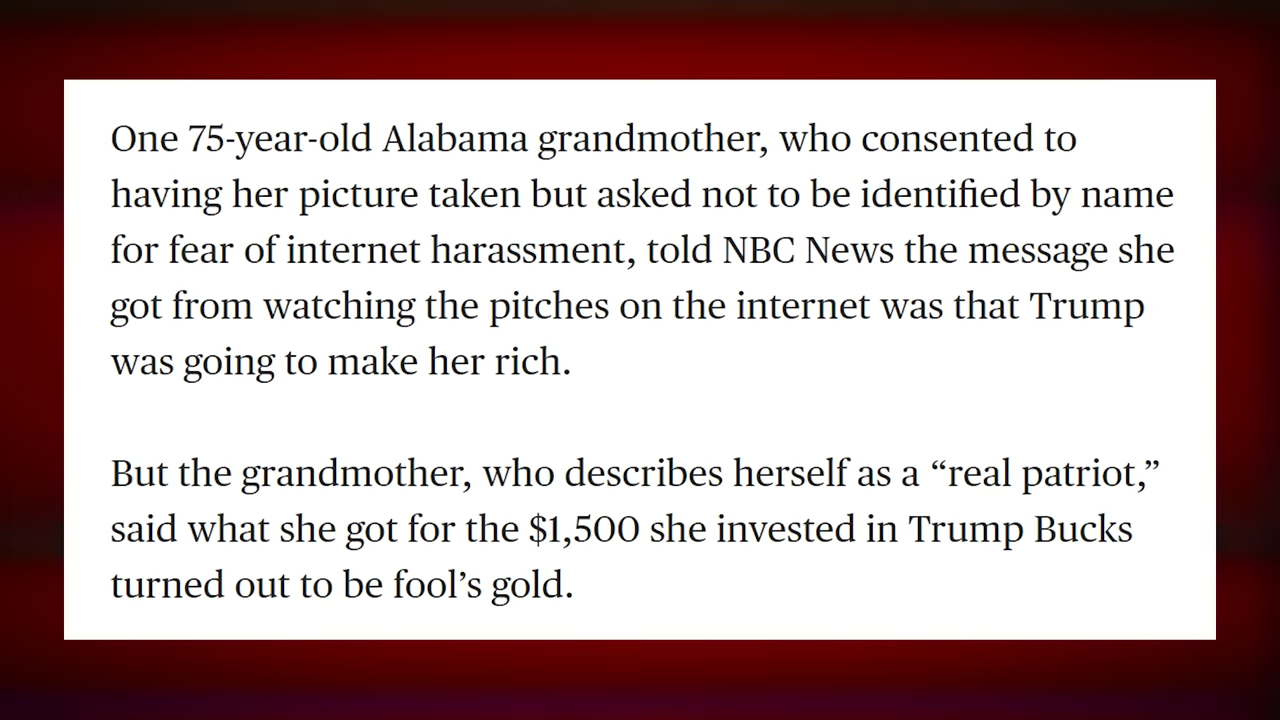 One 75-year-old Alabama grandmother, who consented to
having her picture taken but asked not to be identified by name
for fear of internet harassment, told NBC News the message she
got from watching the pitches on the internet was that Trump
was going to make her rich.
But the grandmother, who describes herself as a “real patriot,”
said what she got for the $1,500 she invested in Trump Bucks
turned out to be fool’s gold.